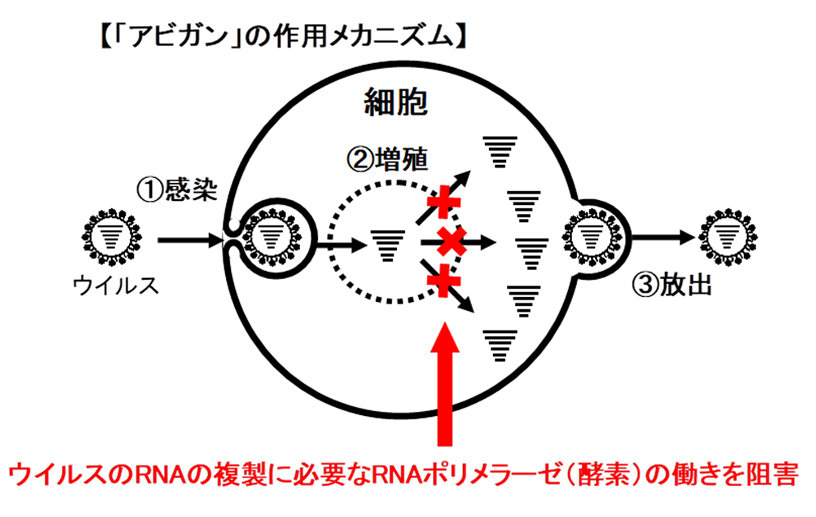 【「アビガン」の作用メカニズム】
細胞
②増殖
①感染
ウイルス
③放出
ウイルスのRNAの複製に必要なRNAポリメラーゼ（酵素）の働きを阻害